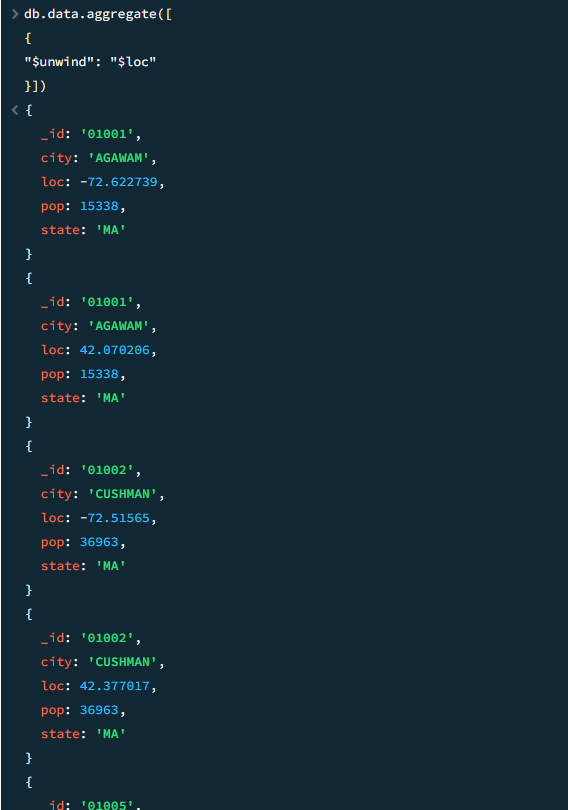 > db.data.aggregate([
{
"$unwind": "$loc"
}])
< {
_id: '01001',
city: 'AGAWAM',
loc: -72.622739,
pop: 15338,
state: 'MA'
}
{
_id: '01001',
city: 'AGAWAM',
loc: 42.070206,
pop: 15338,
state: 'MA'
}
{
_id: '01002',
city: 'CUSHMAN',
loc: -72.51565,
pop: 36963,
state: 'MA'
}
{
_id: '01002',
city: 'CUSHMAN',
loc: 42.377017,
pop: 36963,
state: 'MA'
}
{
_id: '01005',